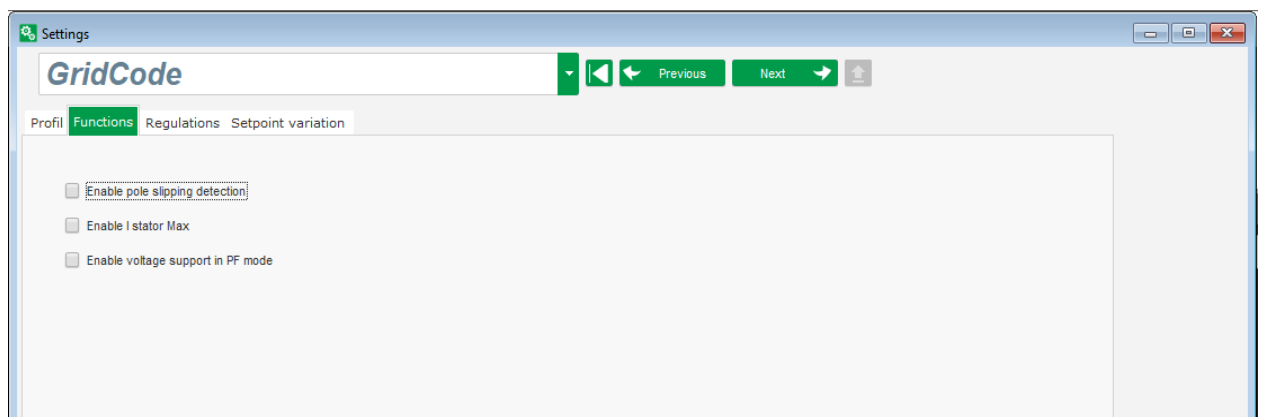 Settings
GridCode
Previous Next
Profil Functions Regulations Setpoint variation
Enable pole slipping detection
Enable I stator Max
Enable voltage support in PF mode